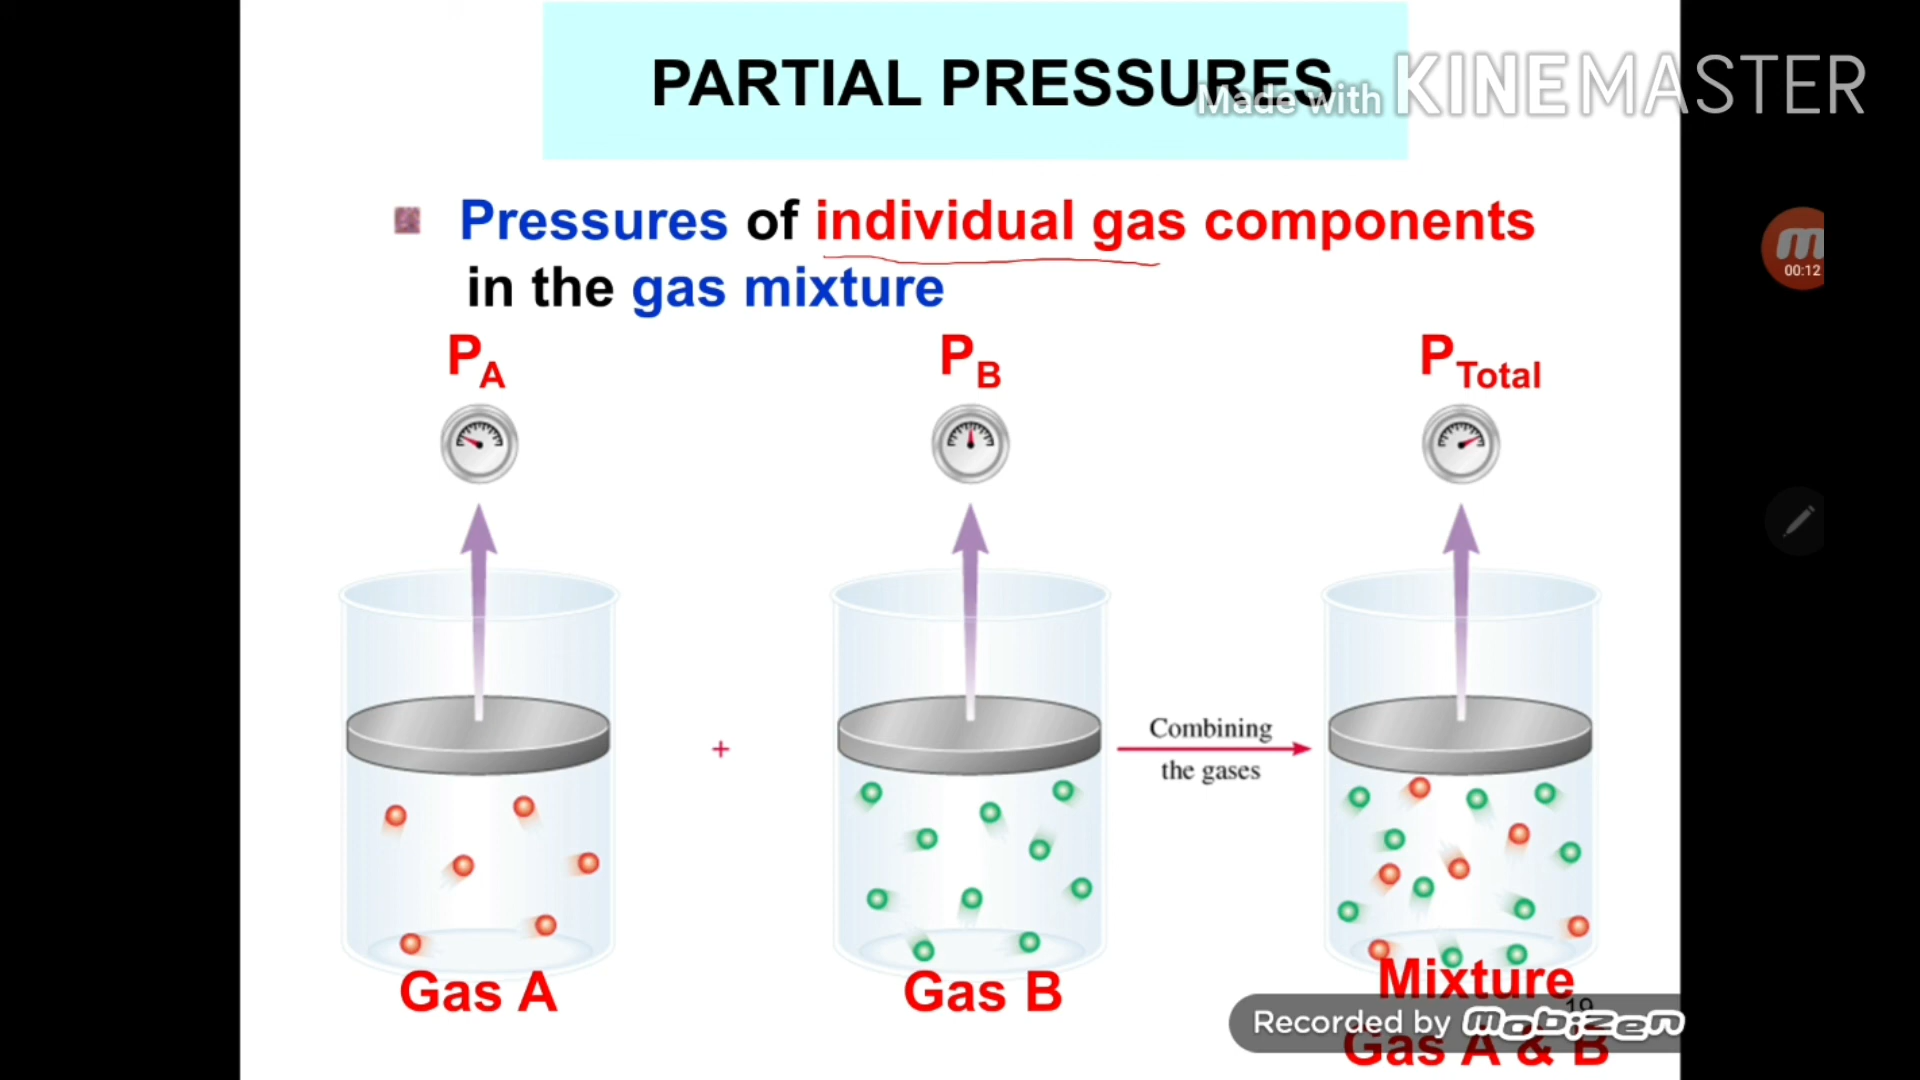 PARTIAL PRESSURES
Made with KINEMASTER
Pressures of individual gas components
in the gas mixture
00:12
PA
PB
PTotal
+
Combining
the gases
Gas A
Gas B
Mixture
19
Recorded by mobizen
Gas A & B